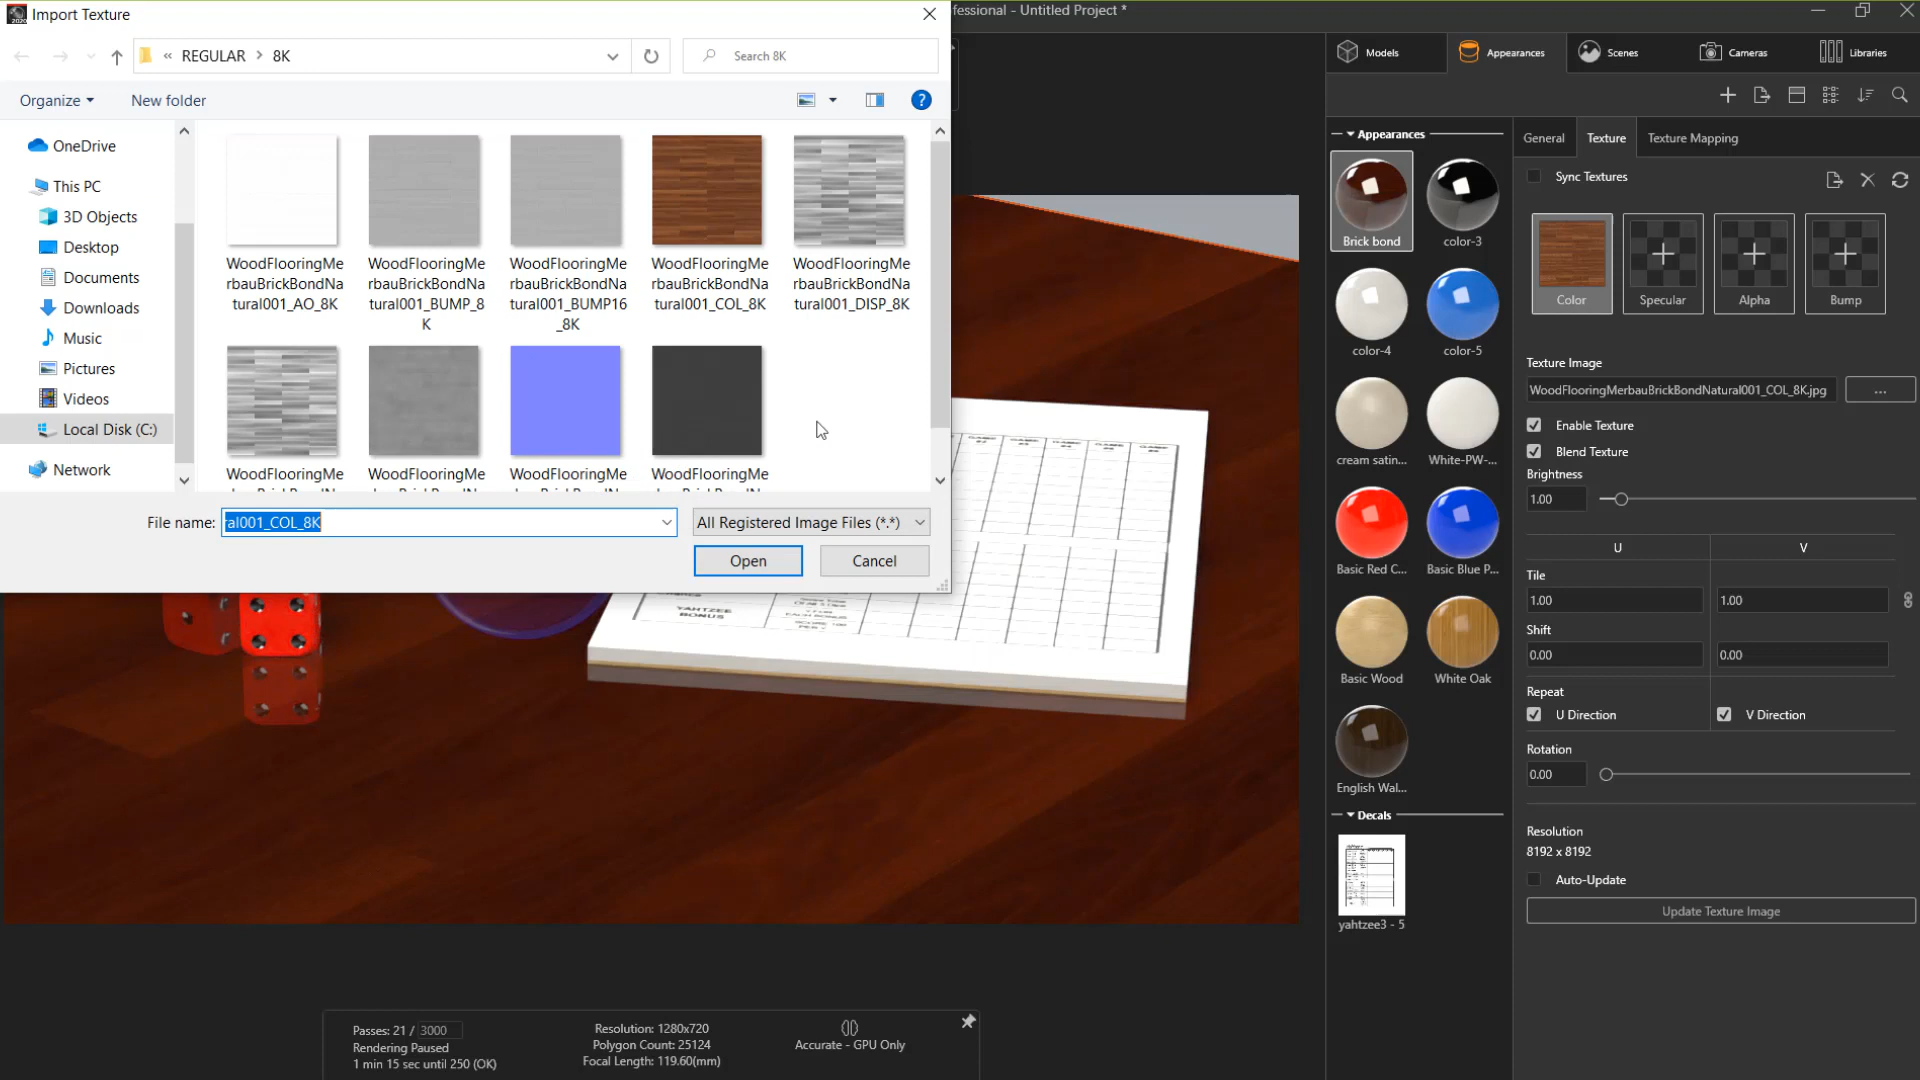 Import Texture
fessional - Untitled Project *
« REGULAR > 8K
Search 8K
Organize
New folder
OneDrive
This PC
3D Objects
Desktop
Documents
Downloads
Music
Pictures
Videos
Local Disk (C:)
Network
WoodFlooringMe
rbauBrickBondNa
tural001_AO_8K
WoodFlooringMe
rbauBrickBondNa
tural001_BUMP_8
K
WoodFlooringMe
rbauBrickBondNa
tural001_BUMP16
_8K
WoodFlooringMe
rbauBrickBondNa
tural001_COL_8K
WoodFlooringMe
rbauBrickBondNa
tural001_DISP_8K
WoodFlooringMe
WoodFlooringMe
WoodFlooringMe
WoodFlooringMe
File name:
ral001_COL_8K
All Registered Image Files (*.*)
Open
Cancel
YAHTZEE
BONUS
Models
Appearances
Scenes
Cameras
Libraries
Appearances
Brick bond
color-3
color-4
color-5
cream satin...
White-PW-...
Basic Red C...
Basic Blue P...
Basic Wood
White Oak
English Wal...
Decals
yahtzee3 - 5
General
Texture
Texture Mapping
Sync Textures
Color
Specular
Alpha
Bump
Texture Image
WoodFlooringMerbauBrickBondNatural001_COL_8K.jpg
...
Enable Texture
Blend Texture
Brightness
1.00
U
V
Tile
1.00
1.00
Shift
0.00
0.00
Repeat
U Direction
V Direction
Rotation
0.00
Resolution
8192 x 8192
Auto-Update
Update Texture Image
Passes: 21 / 3000
Rendering Paused
1 min 15 sec until 250 (OK)
Resolution: 1280x720
Polygon Count: 25124
Focal Length: 119.60(mm)
Accurate - GPU Only